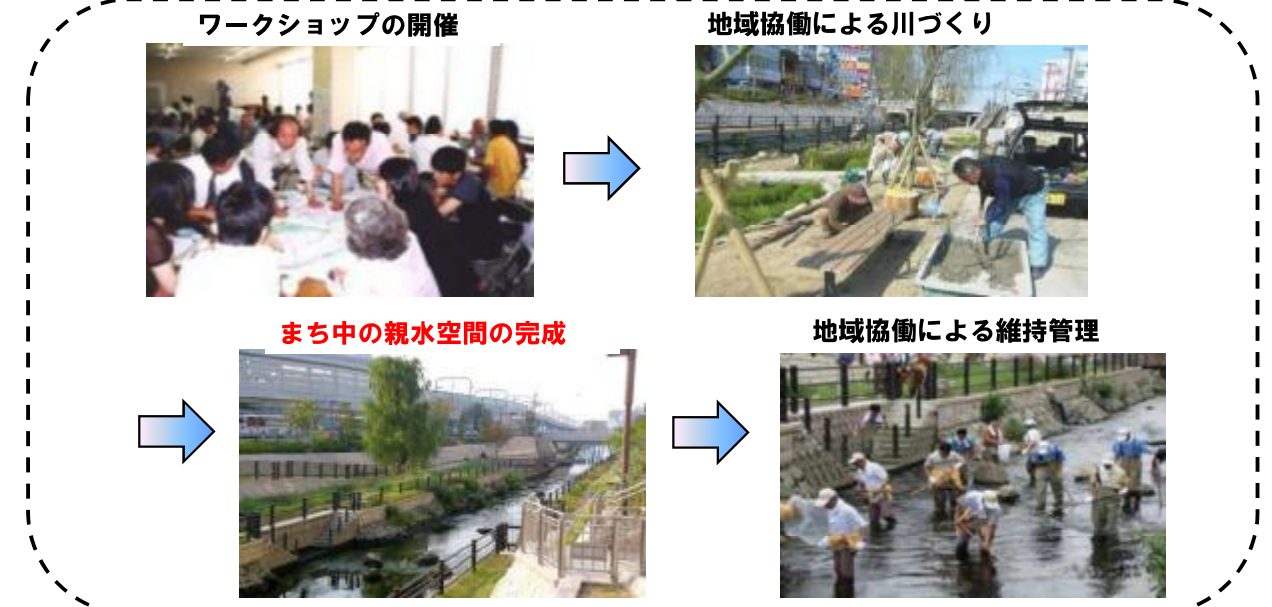 ワークショップの開催
地域協働による川づくり
まち中の親水空間の完成
地域協働による維持管理